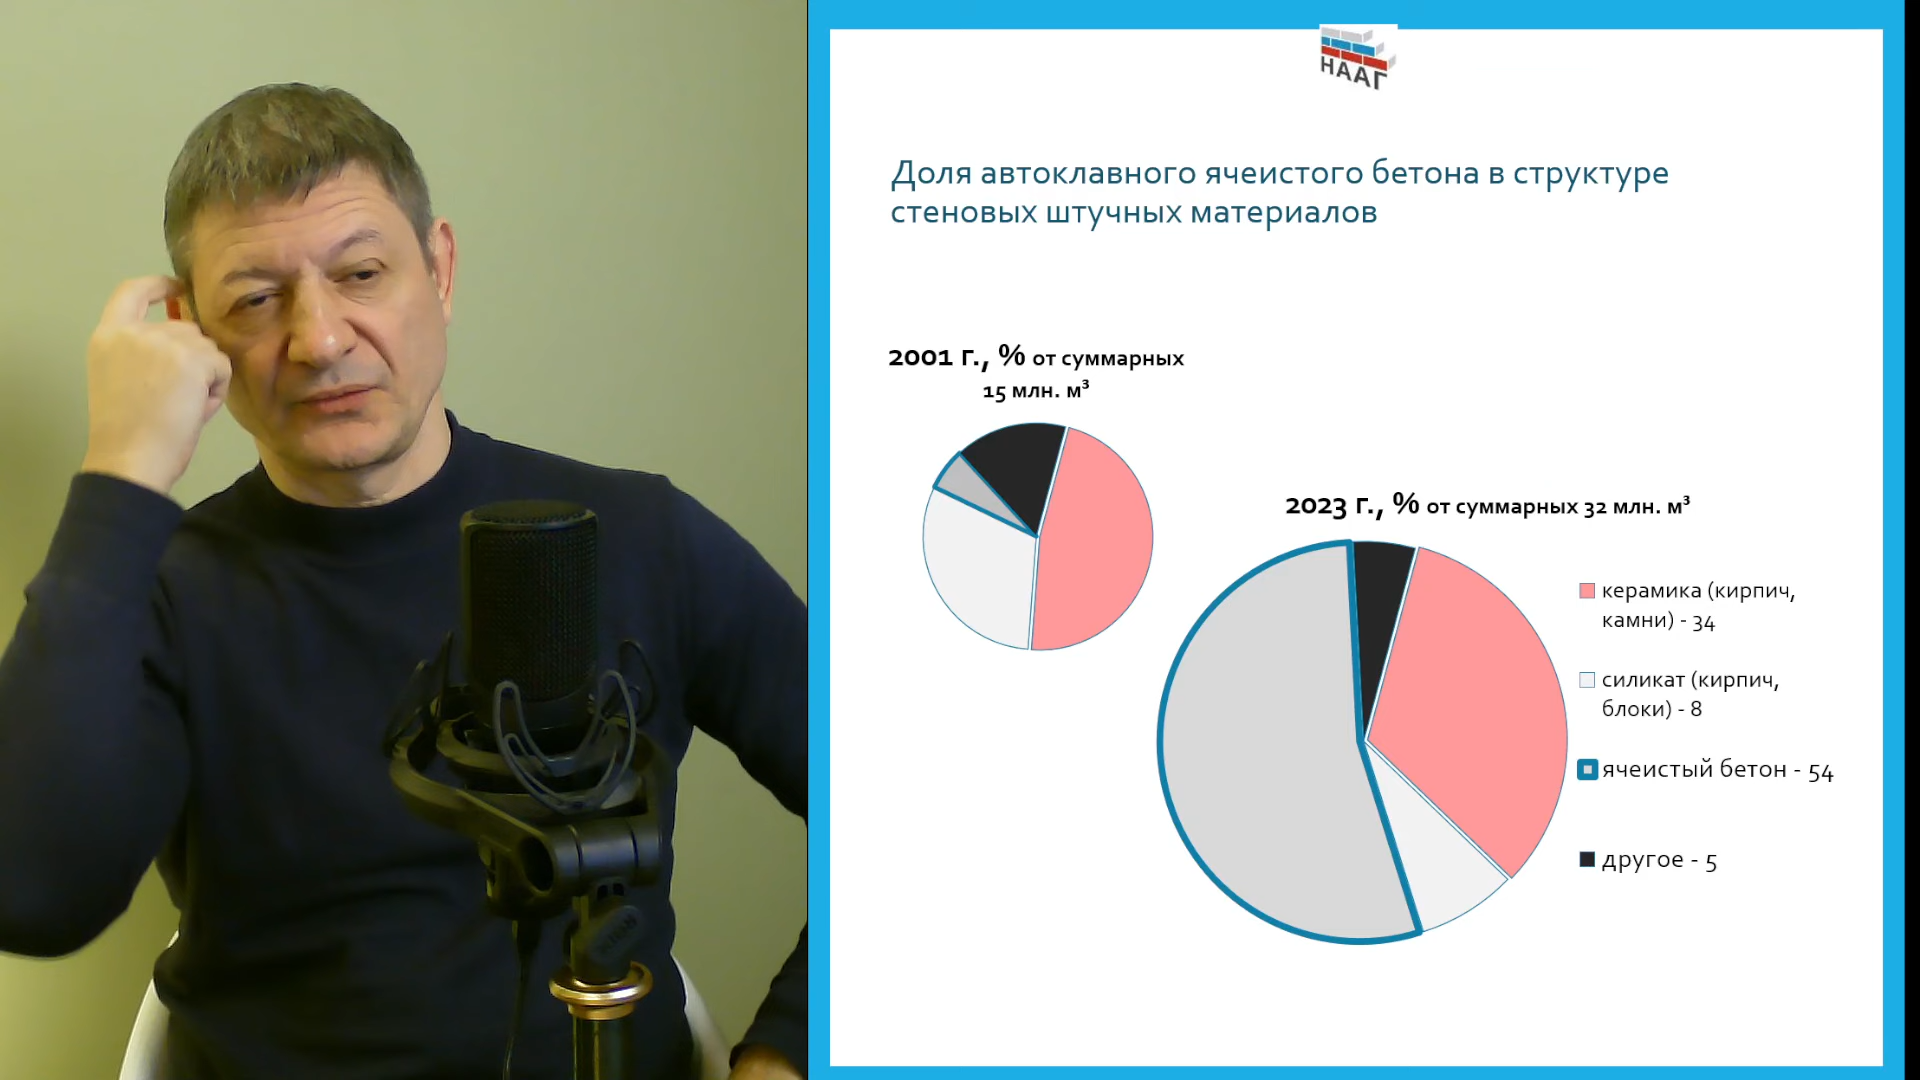 НААГ
Доля автоклавного ячеистого бетона в структуре
стеновых штучных материалов
2001 г., % от суммарных
15 млн. м³
2023 г., % от суммарных 32 млн. м³
керамика (кирпич,
камни) - 34
силикат (кирпич,
блоки) - 8
ячеистый бетон - 54
другое - 5